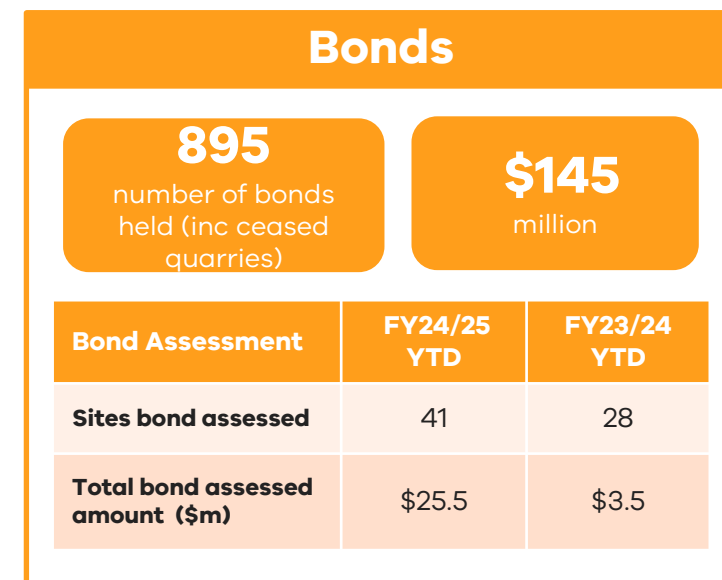 Bonds
895
number of bonds
held (inc ceased
quarries)
$145
million
Bond Assessment
FY24/25
YTD
FY23/24
YTD
Sites bond assessed
41
28
Total bond assessed
amount ($m)
$25.5
$3.5